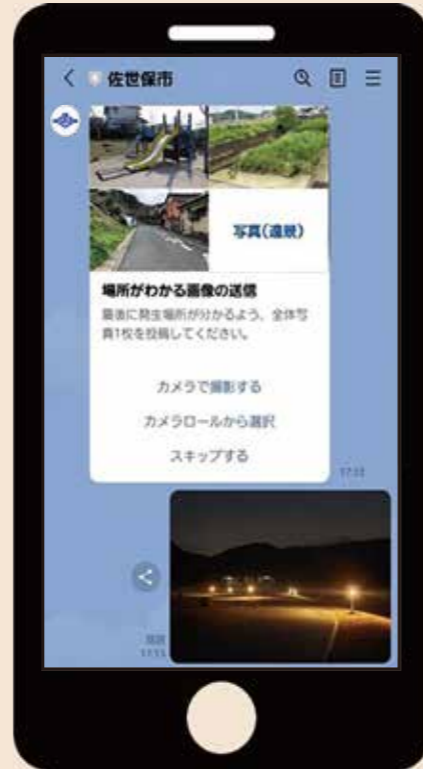 佐世保市
写真(遠景)
場所がわかる画像の送信
最後に発生場所が分かるよう、全体写
真1枚を投稿してください。
カメラで撮影する
カメラロールから選択
スキップする
既読